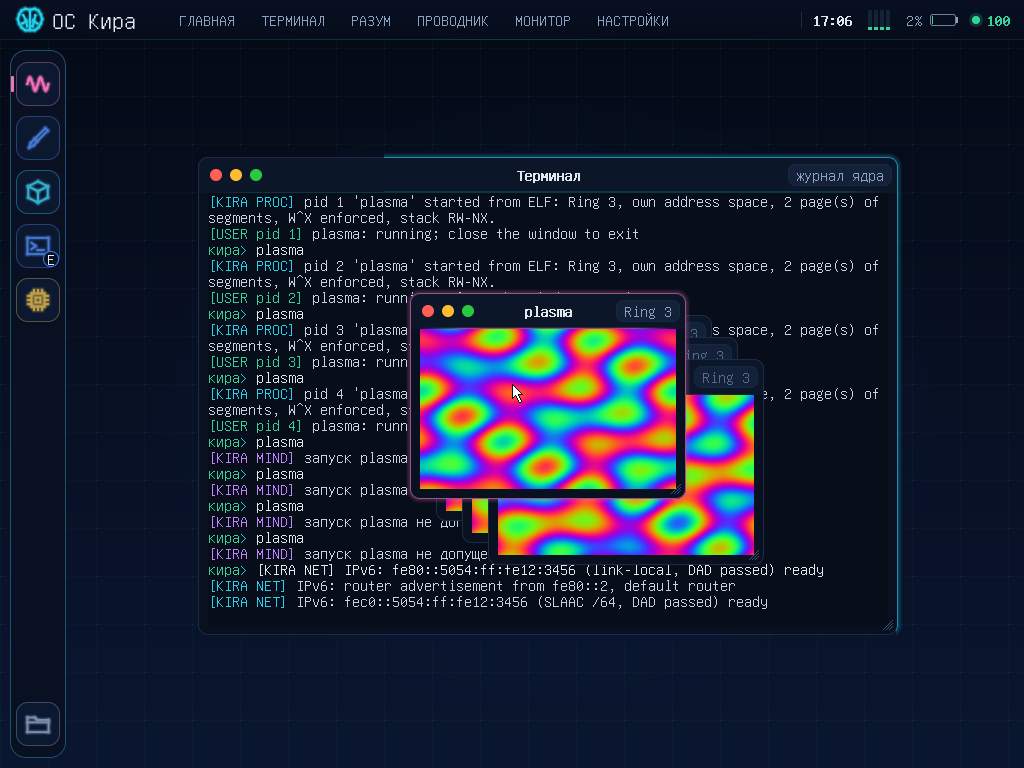 ОС Кира ГЛАВНАЯ ТЕРМИНАЛ РАЗУМ ПРОВОДНИК МОНИТОР НАСТРОЙКИ 17:06 2% 100
E
Терминал журнал ядра
[KIRA PROC] pid 1 'plasma' started from ELF: Ring 3, own address space, 2 page(s) of
segments, W^X enforced, stack RW-NX.
[USER pid 1] plasma: running; close the window to exit
кира> plasma
[KIRA PROC] pid 2 'plasma' started from ELF: Ring 3, own address space, 2 page(s) of
segments, W^X enforced, stack RW-NX.
[USER pid 2] plasma:
кира> plasma
[KIRA PROC] pid 3 'plasma' space, 2 page(s) of
segments, W^X enforced,
[USER pid 3] plasma:
кира> plasma
[KIRA PROC] pid 4 'plasma' 2 page(s) of
segments, W^X enforced,
[USER pid 4] plasma:
кира> plasma
[KIRA MIND] запуск plasma
кира> plasma
[KIRA MIND] запуск plasma
кира> plasma
[KIRA MIND] запуск plasma не
кира> plasma
[KIRA MIND] запуск plasma не
кира> [KIRA NET] IPv6: fe80::5054:ff:fe12:3456 (link-local, DAD passed) ready
[KIRA NET] IPv6: router advertisement from fe80::2, default router
[KIRA NET] IPv6: fec0::5054:ff:fe12:3456 (SLAAC /64, DAD passed) ready
plasma Ring 3
3
Ring 3
Ring 3